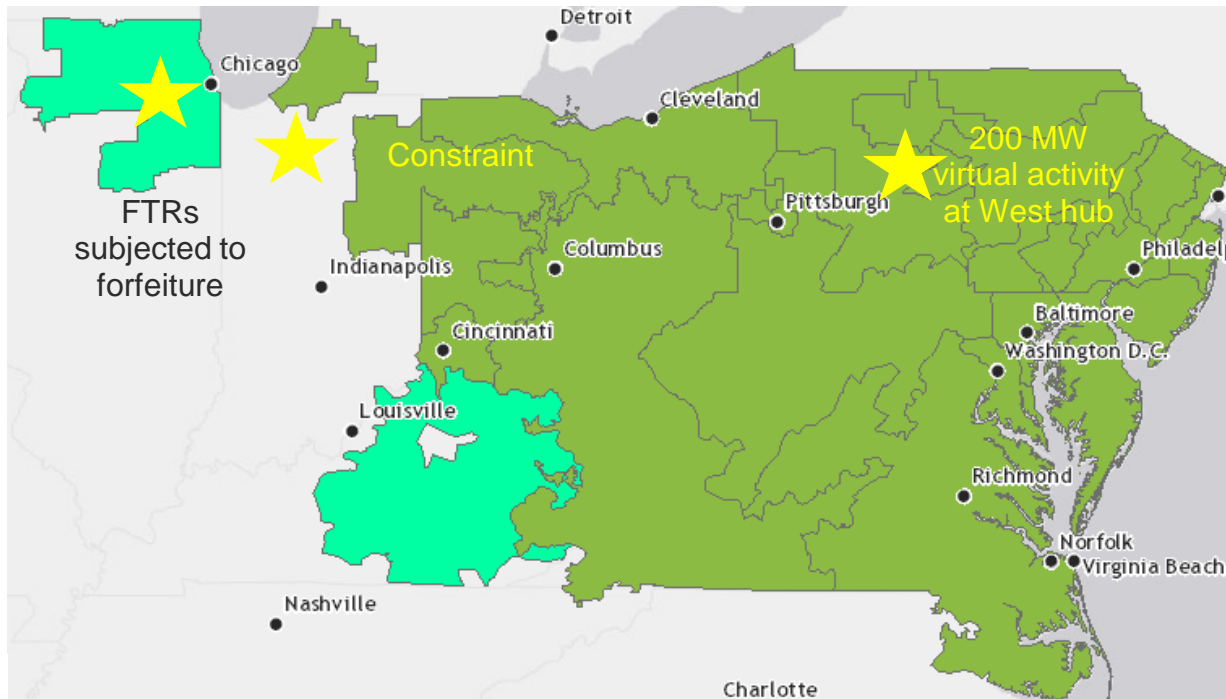 Detroit
Chicago
Cleveland
Constraint
200 MW
virtual activity
at West hub
Pittsburgh
FTRs
subjected to
forfeiture
Columbus
Indianapolis
Philadelp
Baltimore
Washington D.C.
Cincinnati
Louisville
Richmond
Norfolk
Virginia Beach
Nashville
Charlotte